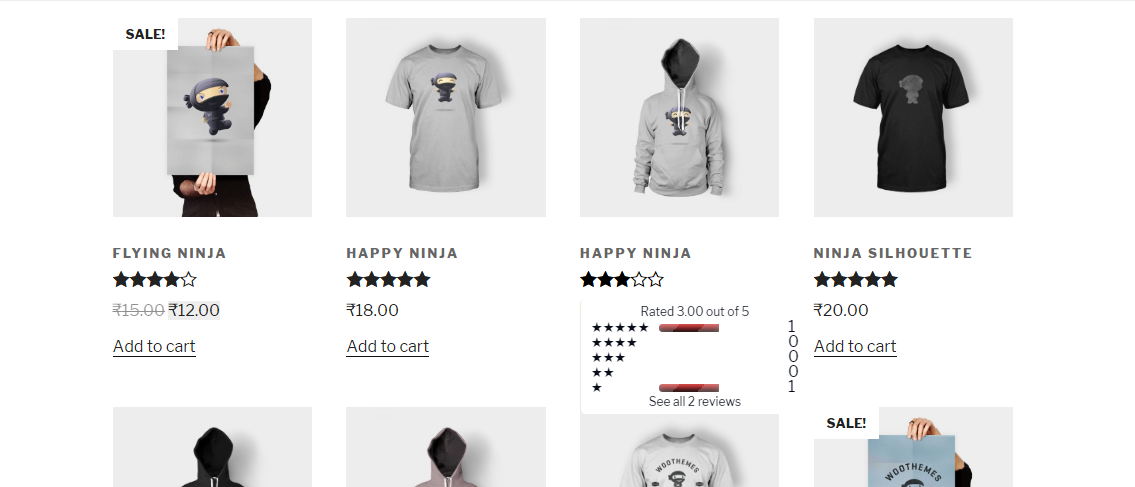 SALE!
FLYING NINJA
₹15.00 ₹12.00
Add to cart
HAPPY NINJA
₹18.00
Add to cart
HAPPY NINJA
Rated 3.00 out of 5
★★★★★ 1
★★★★ 0
★★★ 0
★★ 0
★ 1
See all 2 reviews
NINJA SILHOUETTE
₹20.00
Add to cart
WOOTHEMES
SALE!
WOOTHEMES